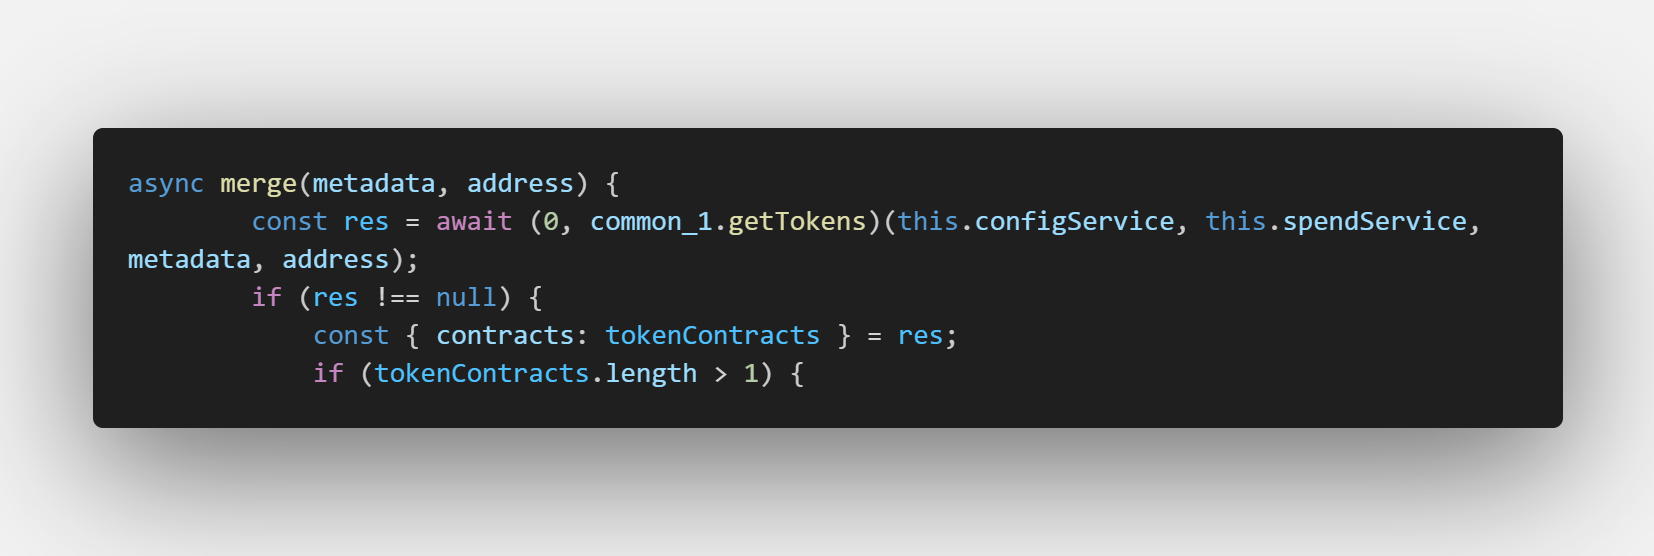 async merge(metadata, address) {
        const res = await (0, common_1.getTokens)(this.configService, this.spendService,
metadata, address);
        if (res !== null) {
            const { contracts: tokenContracts } = res;
            if (tokenContracts.length > 1) {